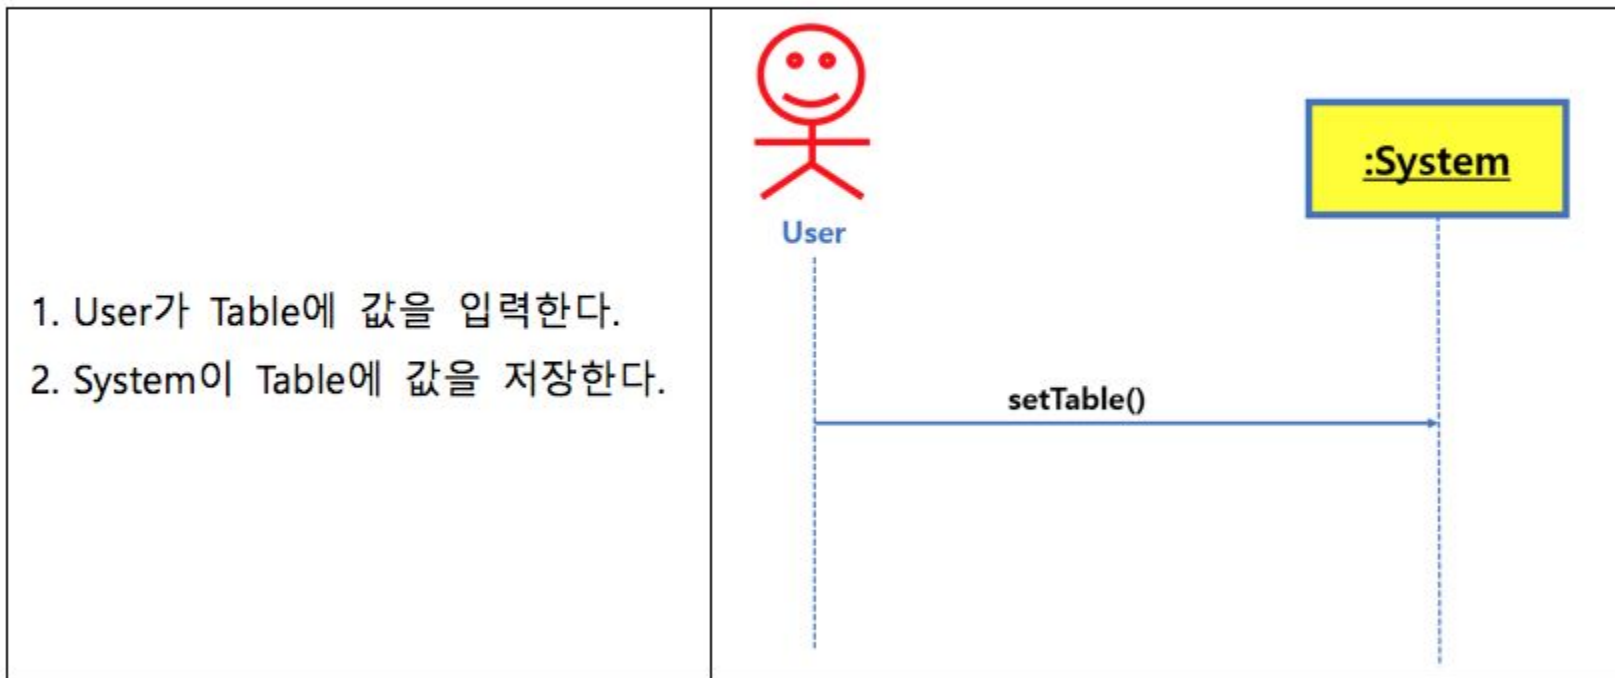 1. User가 Table에 값을 입력한다.
2. System이 Table에 값을 저장한다.
User
:System
setTable()